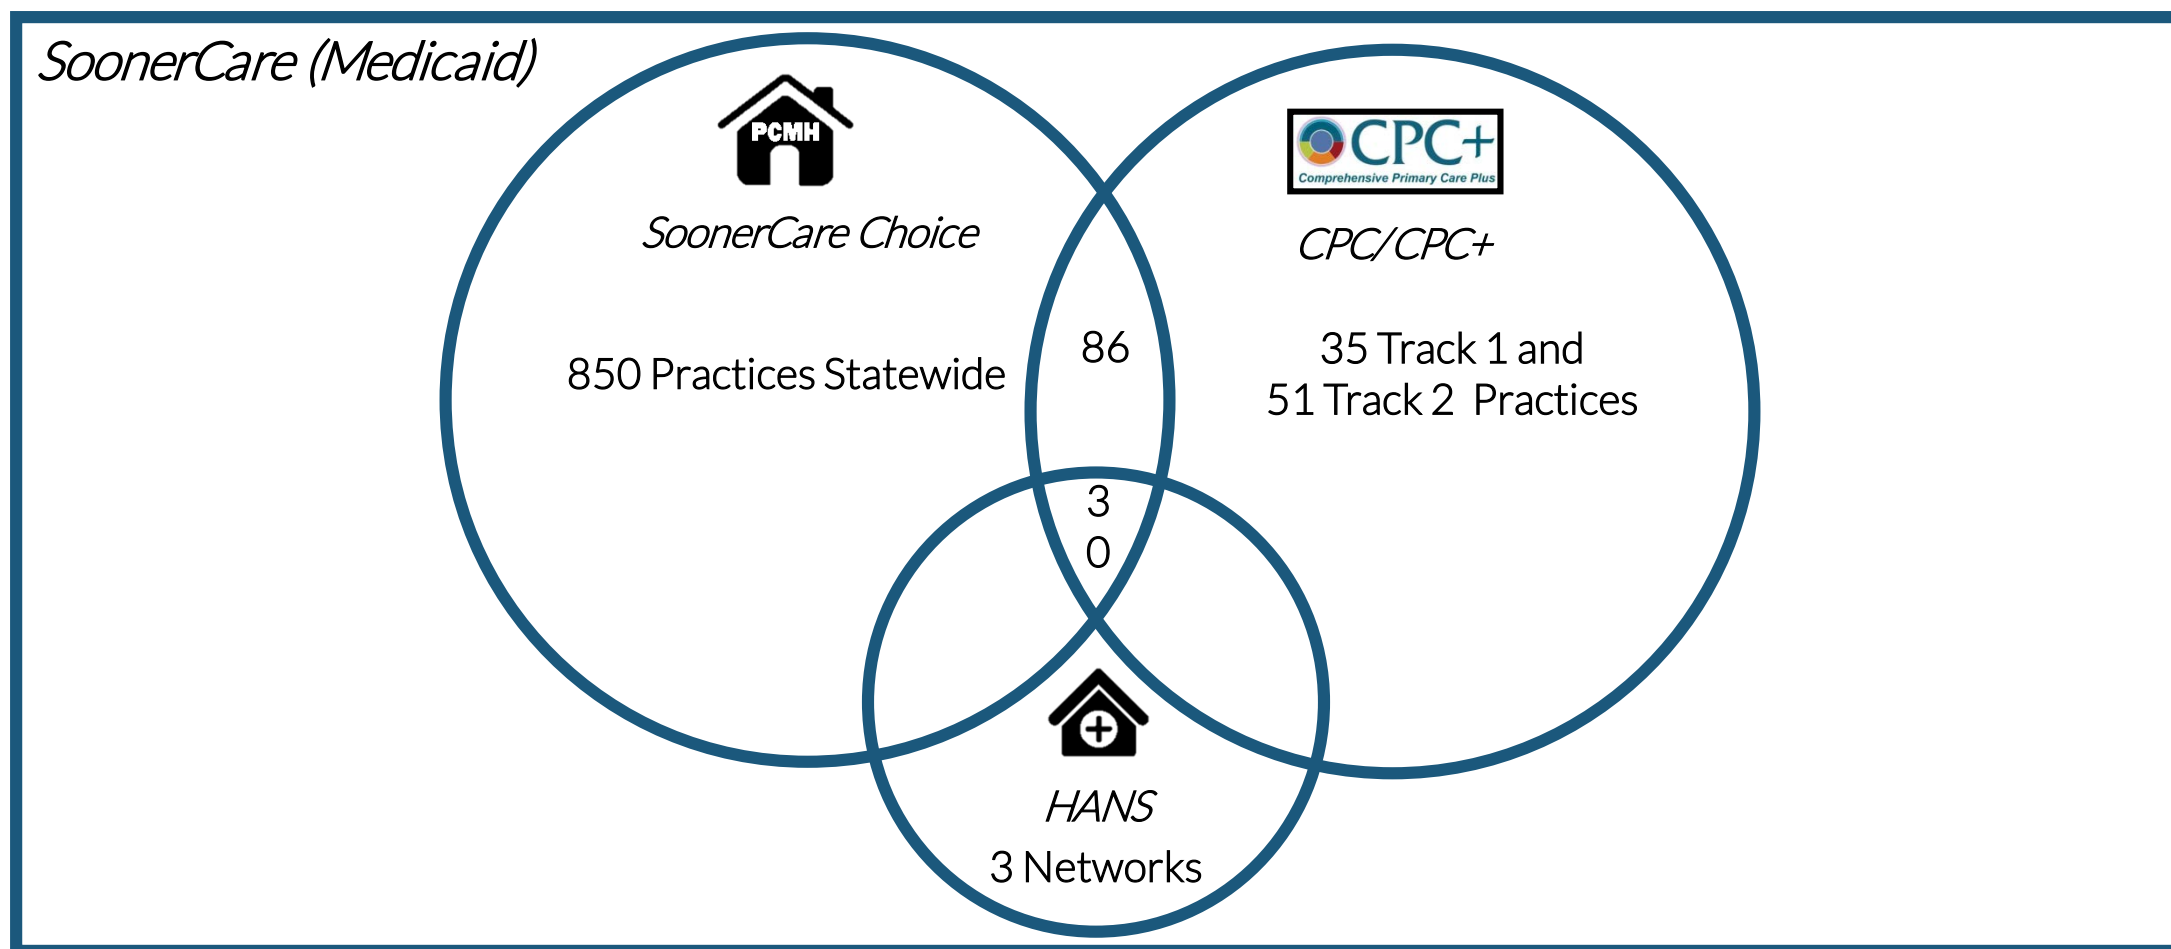 SoonerCare (Medicaid)
PCMH
SoonerCare Choice
850 Practices Statewide
CPC+
Comprehensive Primary Care Plus
CPC/CPC+
35 Track 1 and
51 Track 2 Practices
86
3
0
HANS
3 Networks